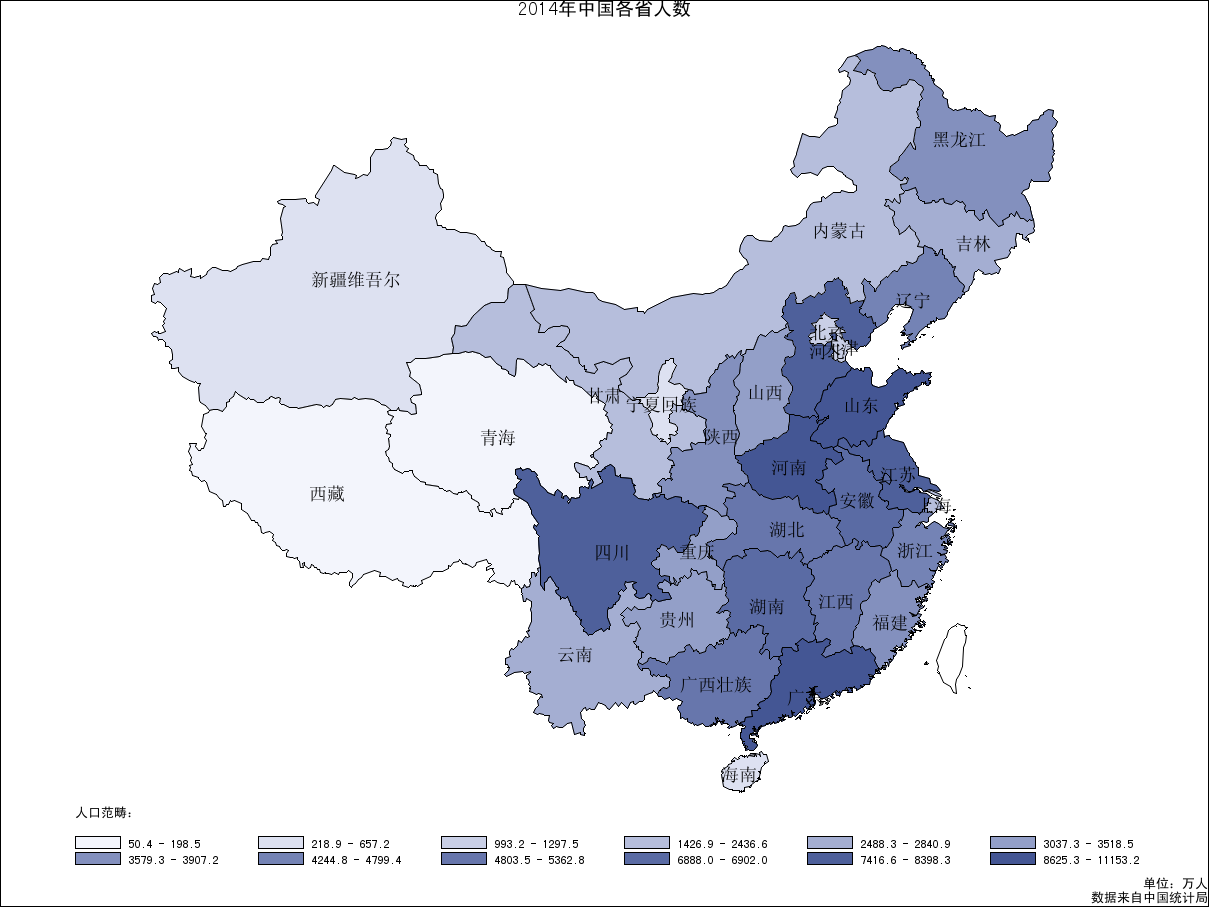 2014年中国各省人数
黑龙江
内蒙古
吉林
新疆维吾尔
辽宁
北京
河北
山西
甘肃
宁夏回族
山东
青海
陕西
河南
江苏
西藏
安徽
上海
湖北
四川
重庆
浙江
江西
湖南
贵州
福建
云南
广西壮族
海南
人口范畴:
50.4 - 198.5 218.9 - 657.2 993.2 - 1297.5 1426.9 - 2436.6 2488.3 - 2840.9 3037.3 - 3518.5
3579.3 - 3907.2 4244.8 - 4799.4 4803.5 - 5362.8 6888.0 - 6902.0 7416.6 - 8398.3 8625.3 - 11153.2
单位: 万人
数据来自中国统计局